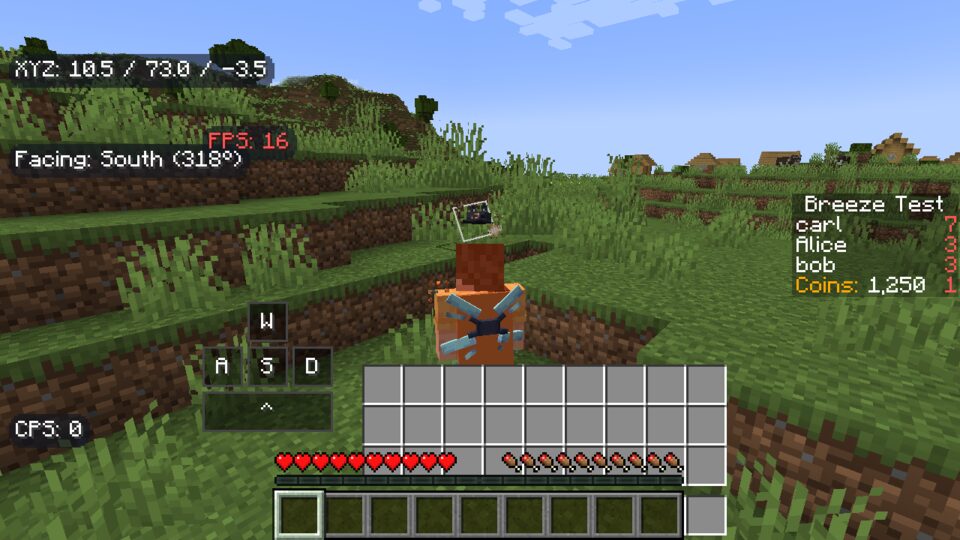 XYZ: 10.5 / 73.0 / -3.5
FPS: 16
Facing: South (318°)
Breeze Test
carl 7
Alice 3
bob 3
Coins: 1,250 1
W
A S D
^
CPS: 0